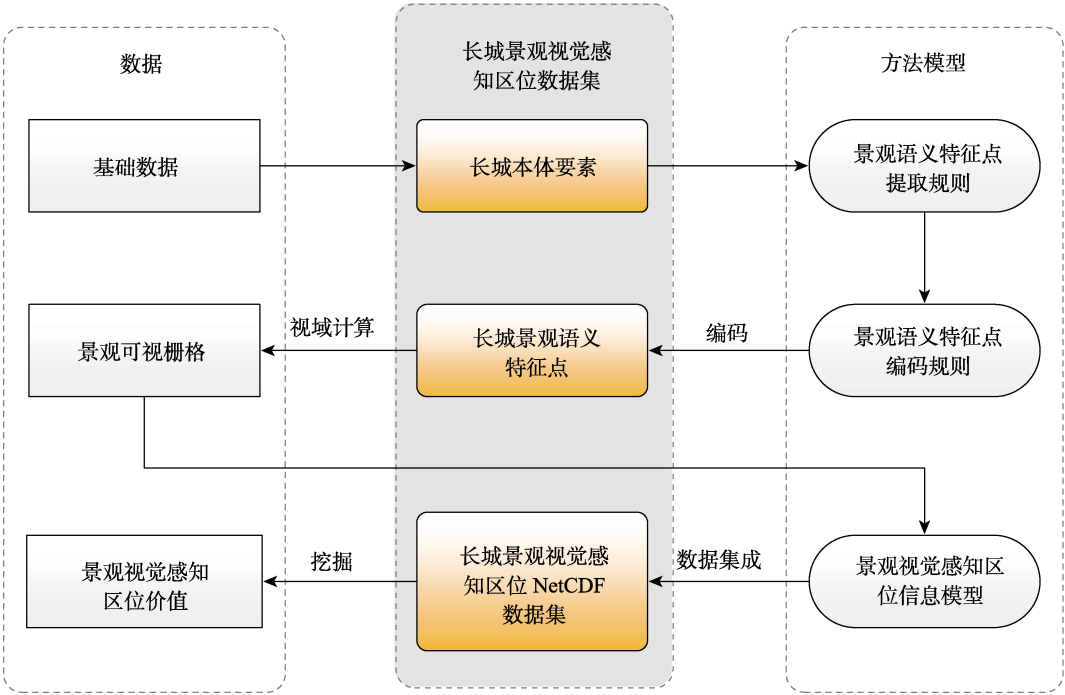 数据
长城景观视觉感
知区位数据集
方法模型
基础数据
长城本体要素
景观语义特征点
提取规则
景观可视栅格
视域计算
长城景观语义
特征点
编码
景观语义特征点
编码规则
景观视觉感知
区位价值
挖掘
长城景观视觉感
知区位 NetCDF
数据集
数据集成
景观视觉感知区
位信息模型